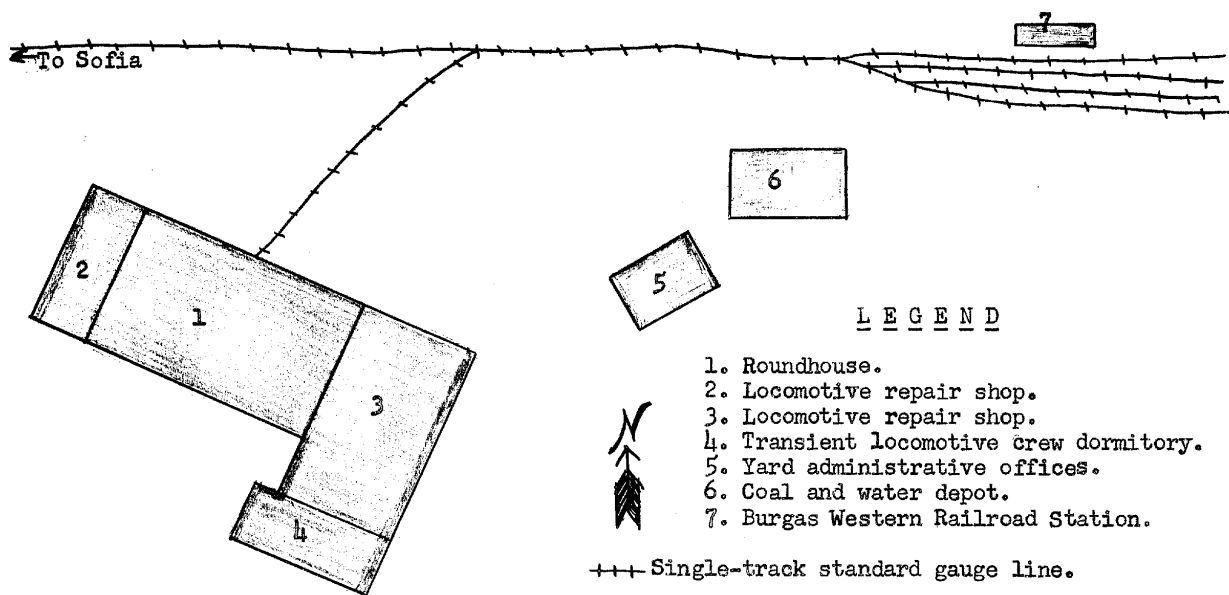 7
To Sofia
6
2
5
1
L E G E N D
1. Roundhouse.
2. Locomotive repair shop.
3
3. Locomotive repair shop.
N
4. Transient locomotive crew dormitory.
5. Yard administrative offices.
6. Coal and water depot.
4
7. Burgas Western Railroad Station.
Single-track standard gauge line.